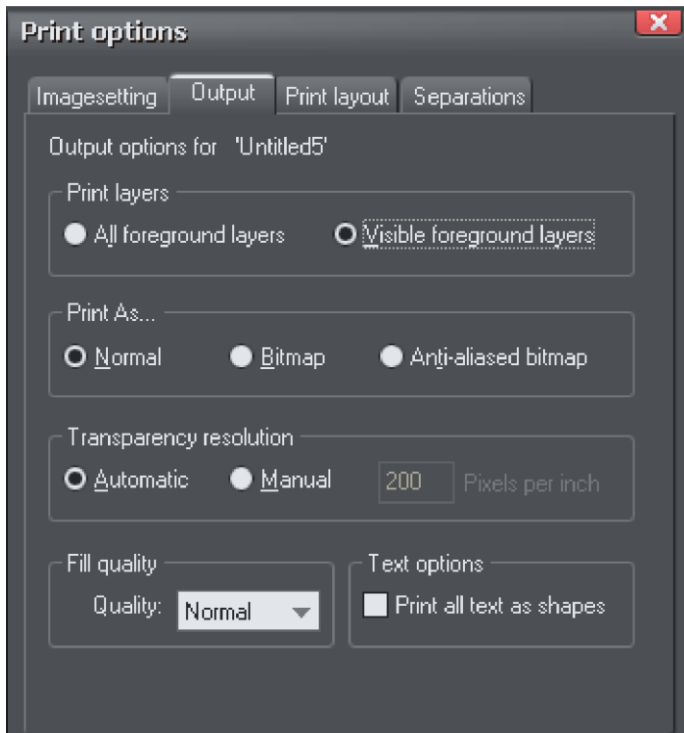 Print options
Imagesetting Output Print layout Separations
Output options for 'Untitled5'
Print layers
All foreground layers Visible foreground layers
Print As...
Normal Bitmap Anti-aliased bitmap
Transparency resolution
Automatic Manual 200 Pixels per inch
Fill quality Text options
Quality: Normal Print all text as shapes